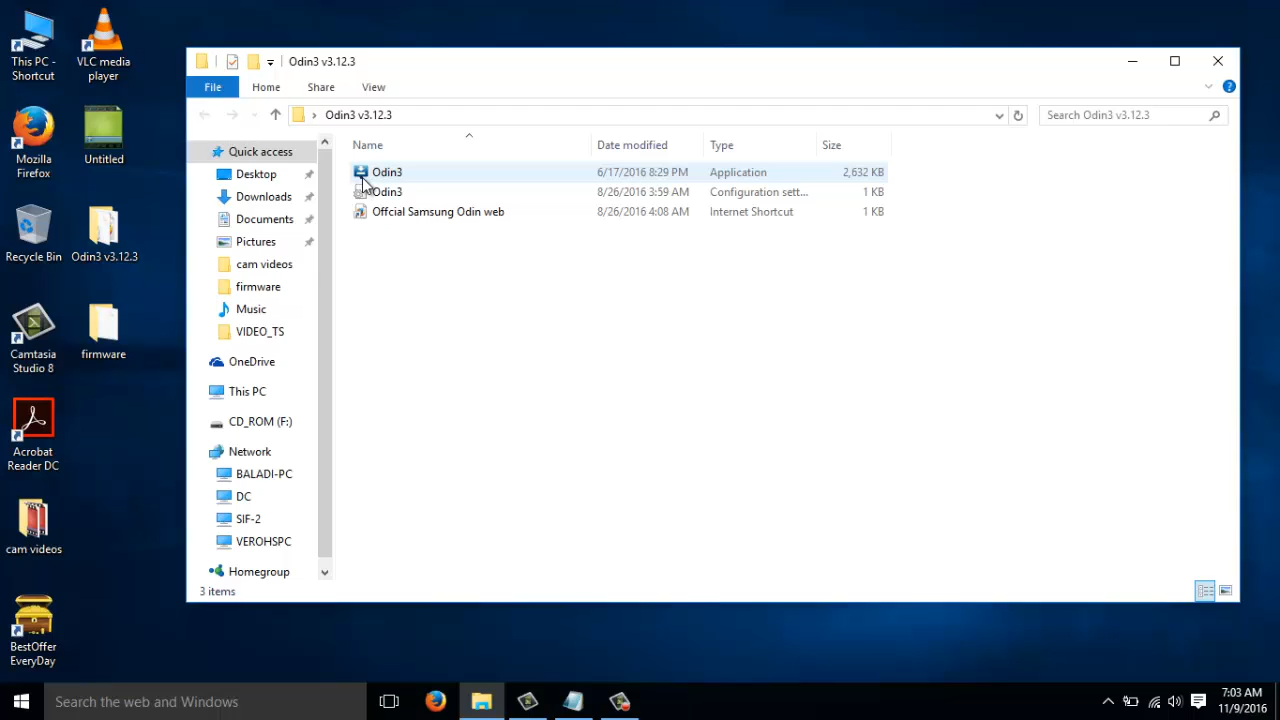 This PC -
Shortcut
VLC media
player
Mozilla
Firefox
Untitled
Recycle Bin
Odin3 v3.12.3
Camtasia
Studio 8
firmware
Acrobat
Reader DC
cam videos
BestOffer
EveryDay
Odin3 v3.12.3
File Home Share View
Odin3 v3.12.3
Search Odin3 v3.12.3
Quick access
Desktop
Downloads
Documents
Pictures
cam videos
firmware
Music
VIDEO_TS
OneDrive
This PC
CD_ROM (F:)
Network
BALADI-PC
DC
SIF-2
VEROHSPC
Homegroup
Name Date modified Type Size
Odin3 6/17/2016 8:29 PM Application 2,632 KB
Odin3 8/26/2016 3:59 AM Configuration sett... 1 KB
Offcial Samsung Odin web 8/26/2016 4:08 AM Internet Shortcut 1 KB
3 items
Search the web and Windows
7:03 AM
11/9/2016